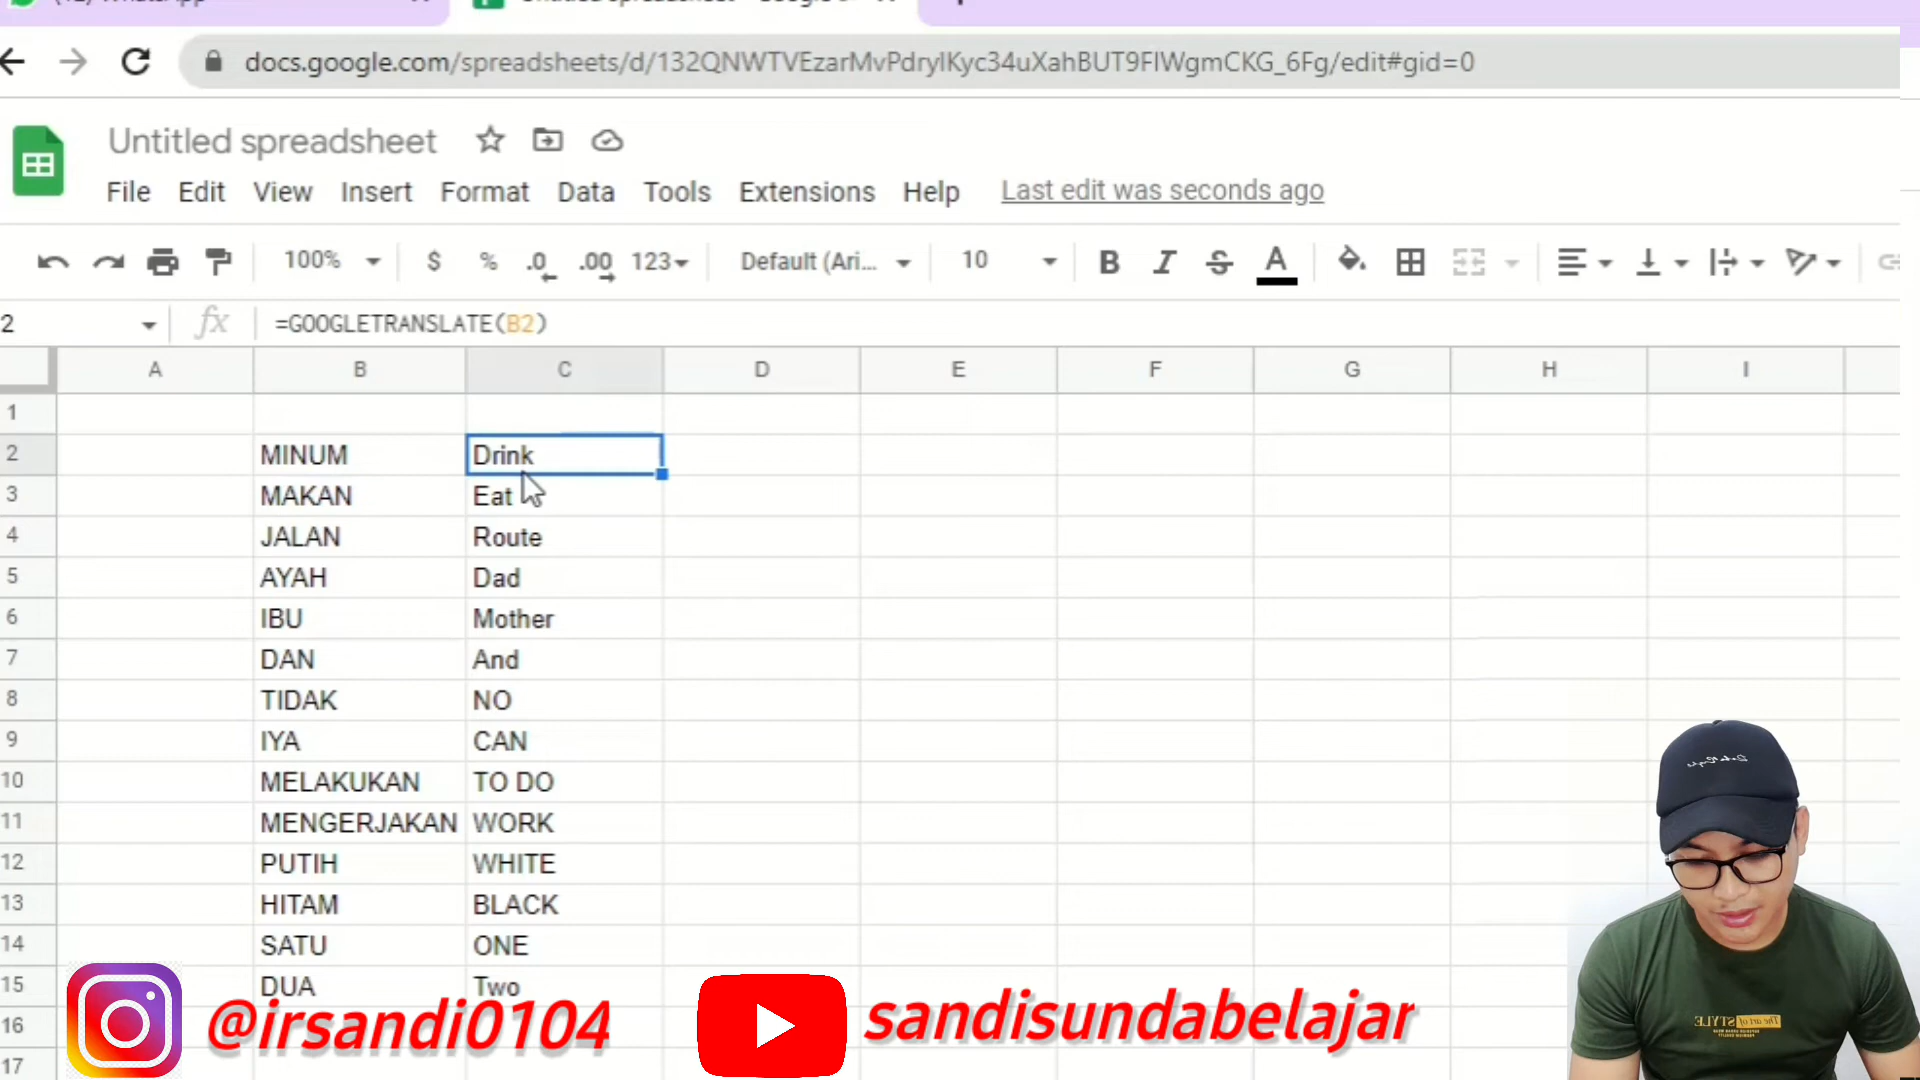 docs.google.com/spreadsheets/d/132QNWTVEzarMvPdryIKyc34uXahBUT9FIWgmCKG_6Fg/edit#gid=0
Untitled spreadsheet
File Edit View Insert Format Data Tools Extensions Help Last edit was seconds ago
100% $ % .0 .00 123 Default (Ari... 10 B I S A
2 fx =GOOGLETRANSLATE(B2)
A B C D E F G H I
1
2 MINUM Drink
3 MAKAN Eat
4 JALAN Route
5 AYAH Dad
6 IBU Mother
7 DAN And
8 TIDAK NO
9 IYA CAN
10 MELAKUKAN TO DO
11 MENGERJAKAN WORK
12 PUTIH WHITE
13 HITAM BLACK
14 SATU ONE
15 DUA Two
16
17
@irsandi0104
sandisundabelajar
The art of STYLE